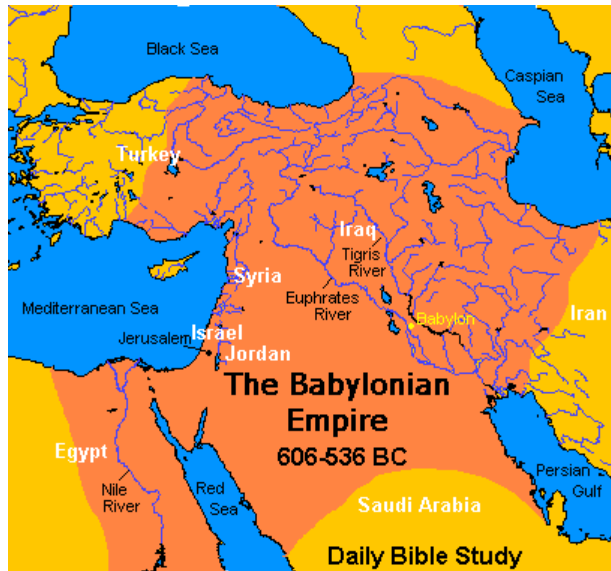 Black Sea
Caspian
Sea
Turkey
Iraq
Tigris
River
Syria
Euphrates
River
Mediterranean Sea
Iran
Babylon
Israel
Jerusalem
Jordan
The Babylonian
Empire
606-536 BC
Egypt
Nile
River
Red
Sea
Persian
Gulf
Saudi Arabia
Daily Bible Study